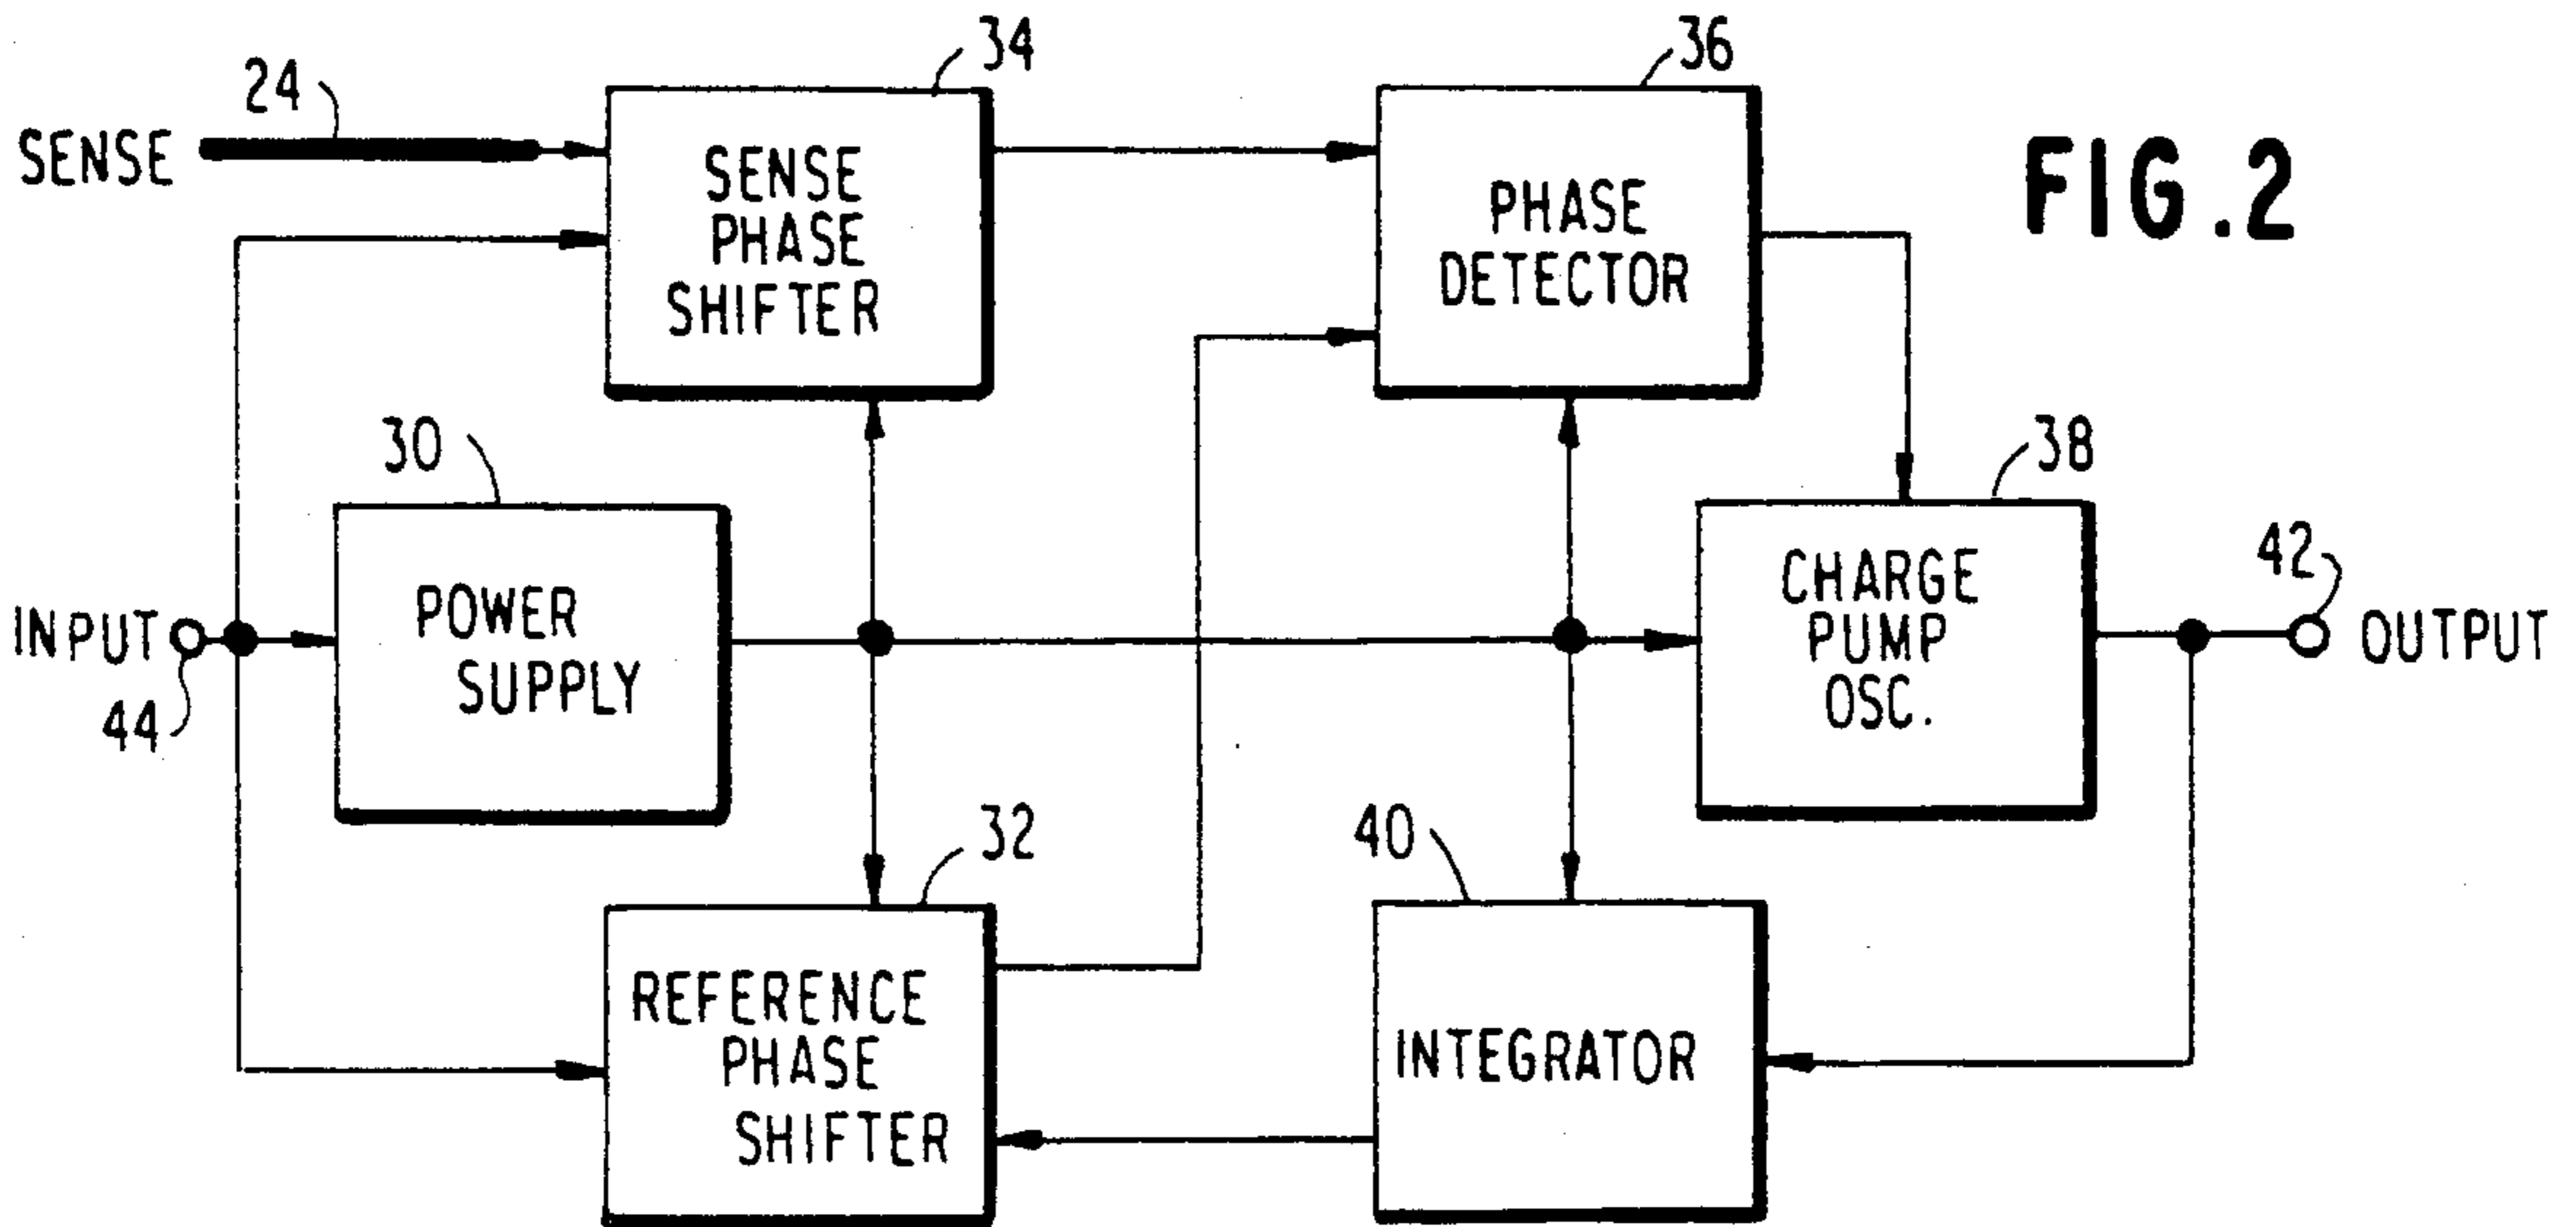 34
36
24
SENSE
SENSE
PHASE
SHIFTER
PHASE
DETECTOR
FIG.2
30
38
POWER
SUPPLY
CHARGE
PUMP
OSC.
42
INPUT
OUTPUT
44
32
40
REFERENCE
PHASE
SHIFTER
INTEGRATOR